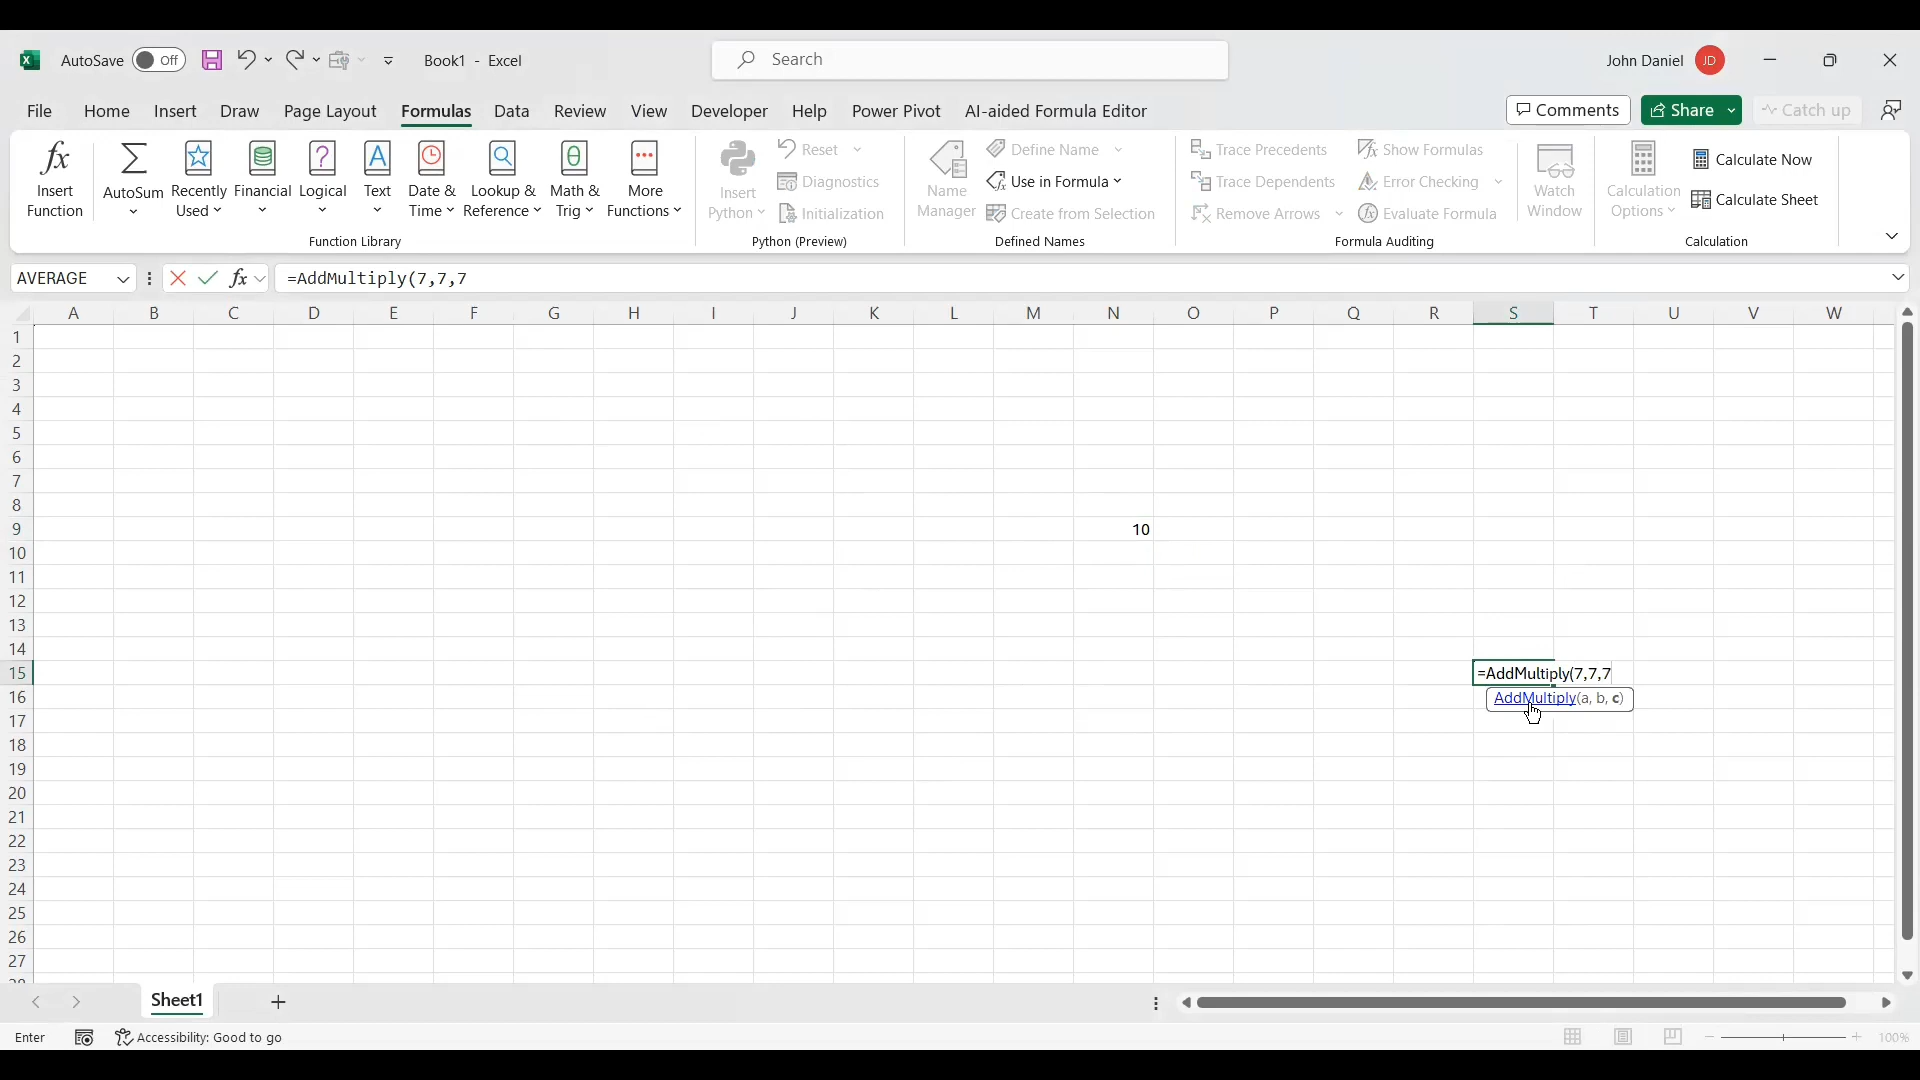 AutoSave Off Book1 - Excel Search John Daniel JD
File Home Insert Draw Page Layout Formulas Data Review View Developer Help Power Pivot AI-aided Formula Editor Comments Share Catch up
Insert Function
AutoSum
Recently Used
Financial
Logical
Text
Date & Time
Lookup & Reference
Math & Trig
More Functions
Function Library
Insert Python
Reset
Diagnostics
Initialization
Python (Preview)
Name Manager
Define Name
Use in Formula
Create from Selection
Defined Names
Trace Precedents
Trace Dependents
Remove Arrows
Show Formulas
Error Checking
Evaluate Formula
Formula Auditing
Watch Window
Calculation Options
Calculate Now
Calculate Sheet
Calculation
AVERAGE fx =AddMultiply(7,7,7
A B C D E F G H I J K L M N O P Q R S T U V W
1
2
3
4
5
6
7
8
9 10
10
11
12
13
14
15 =AddMultiply(7,7,7
16 AddMultiply(a, b, c)
17
18
19
20
21
22
23
24
25
26
27
28
Sheet1
Enter Accessibility: Good to go 100%